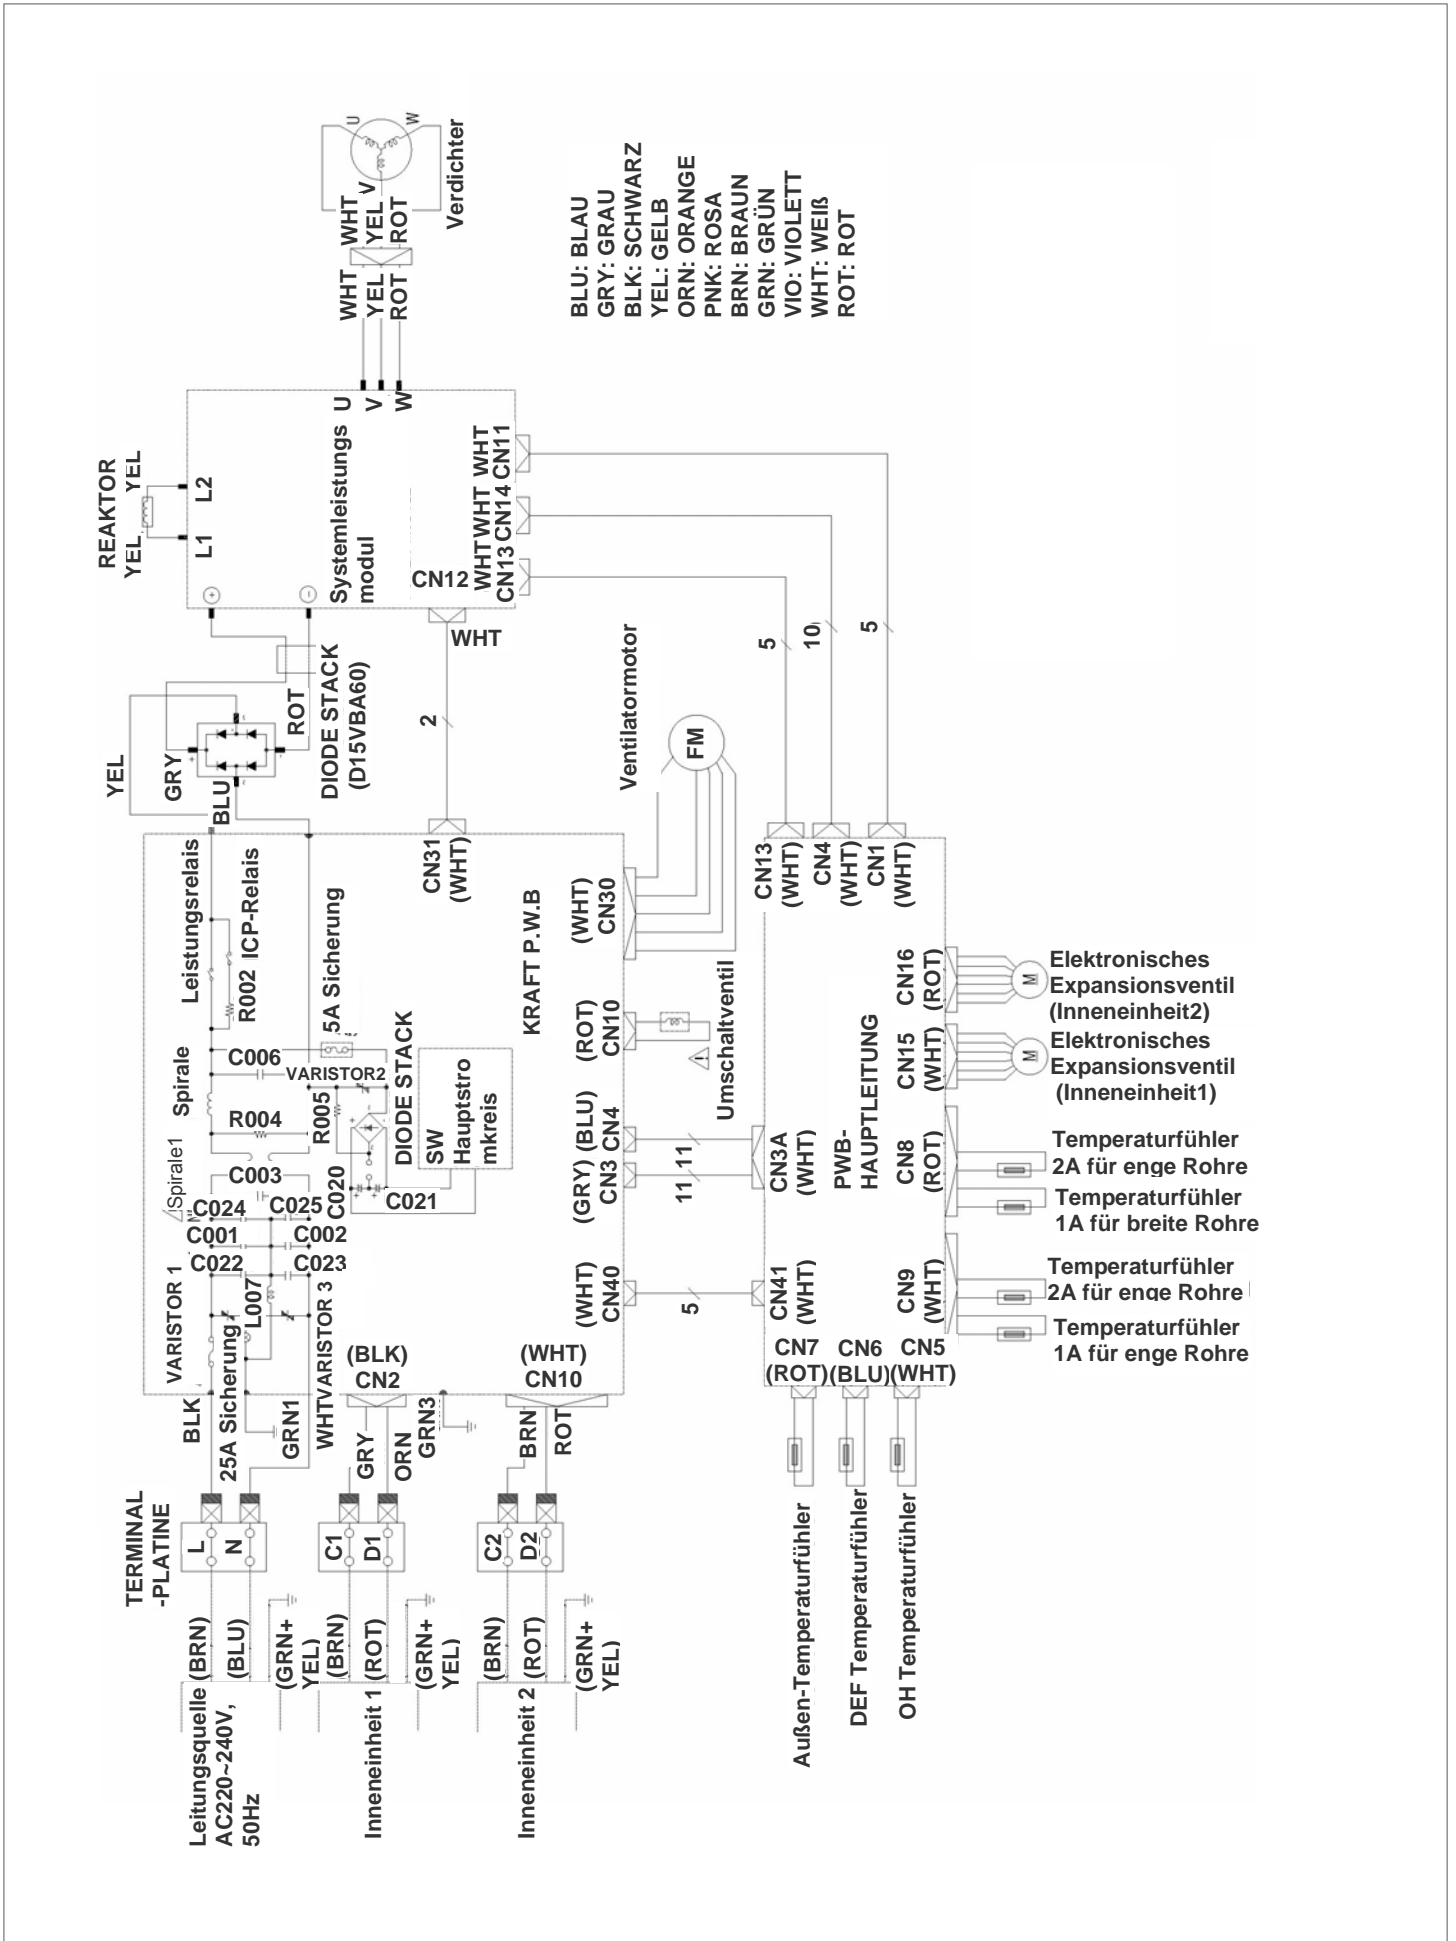 U
W
V
Verdichter
WHT
YEL
ROT
WHT
YEL
ROT
BLU: BLAU
GRY: GRAU
BLK: SCHWARZ
YEL: GELB
ORN: ORANGE
PNK: ROSA
BRN: BRAUN
GRN: GRÜN
VIO: VIOLETT
WHT: WEIß
ROT: ROT
REAKTOR
YEL
YEL
L1
L2
U
V
W
Systemleistungs
modul
CN12
WHT
CN13
WHT
CN14
WHT
CN11
WHT
2
5
10
5
YEL
GRY
BLU
ROT
DIODE STACK
(D15VBA60)
Ventilatormotor
FM
Leistungsrelais
R002
ICP-Relais
5A Sicherung
CN31
(WHT)
(WHT)
CN30
KRAFT P.W.B
Spirale
C006
VARISTOR2
R004
R005
DIODE STACK
SW
Hauptstro
mkreis
C003
C020
C021
Spirale1
C024
C025
C001
C002
C022
C023
VARISTOR 1
L007
VARISTOR 3
25A Sicherung
(ROT)
CN10
Umschaltventil
(BLU)
CN4
(GRY)
CN3
11
11
(WHT)
CN40
5
(BLK)
CN2
(WHT)
CN10
BLK
GRN1
WHT
GRY
ORN
GRN3
BRN
ROT
CN13
(WHT)
CN4
(WHT)
CN1
(WHT)
CN16
(ROT)
CN15
(WHT)
CN3A
(WHT)
PWB-
HAUPTLEITUNG
CN8
(ROT)
CN41
(WHT)
CN9
(WHT)
CN7
(ROT)
CN6
(BLU)
CN5
(WHT)
M
Elektronisches
Expansionsventil
(Inneneinheit2)
M
Elektronisches
Expansionsventil
(Inneneinheit1)
Temperaturfühler
2A für enge Rohre
Temperaturfühler
1A für breite Rohre
Temperaturfühler
2A für enge Rohre
Temperaturfühler
1A für enge Rohre
TERMINAL
-PLATINE
L
N
C1
D1
C2
D2
(BRN)
(BLU)
(GRN+
YEL)
(BRN)
(ROT)
(GRN+
YEL)
(BRN)
(ROT)
(GRN+
YEL)
Leitungsquelle
AC220~240V,
50Hz
Inneneinheit 1
Inneneinheit 2
Außen-Temperaturfühler
DEF Temperaturfühler
OH Temperaturfühler